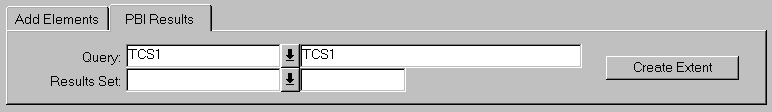 Add Elements PBI Results
Query: TCS1 TCS1
Create Extent
Results Set: